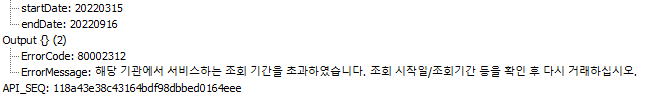 startDate: 20220315
endDate: 20220916
Output {} (2)
ErrorCode: 80002312
ErrorMessage: 해당 기관에서 서비스하는 조회 기간을 초과하였습니다. 조회 시작일/조회기간 등을 확인 후 다시 거래하십시오.
API_SEQ: 118a43e38c43164bdf98dbbed0164eee